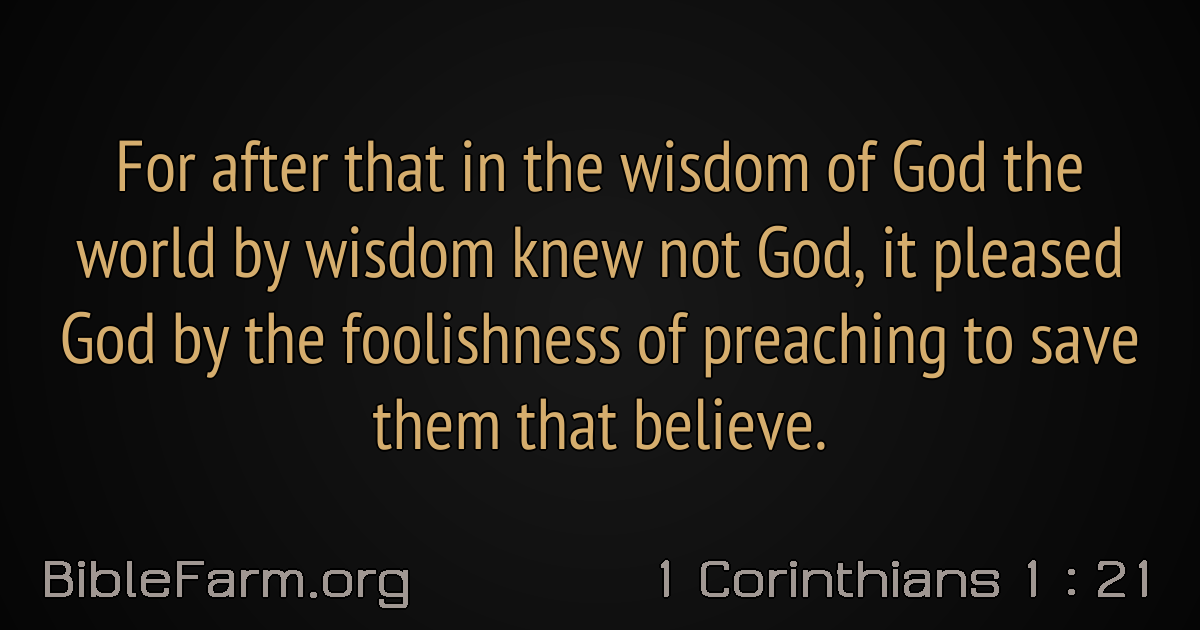 For after that in the wisdom of God the
world by wisdom knew not God, it pleased
God by the foolishness of preaching to save
them that believe.
BibleFarm.org
1 Corinthians 1 : 21